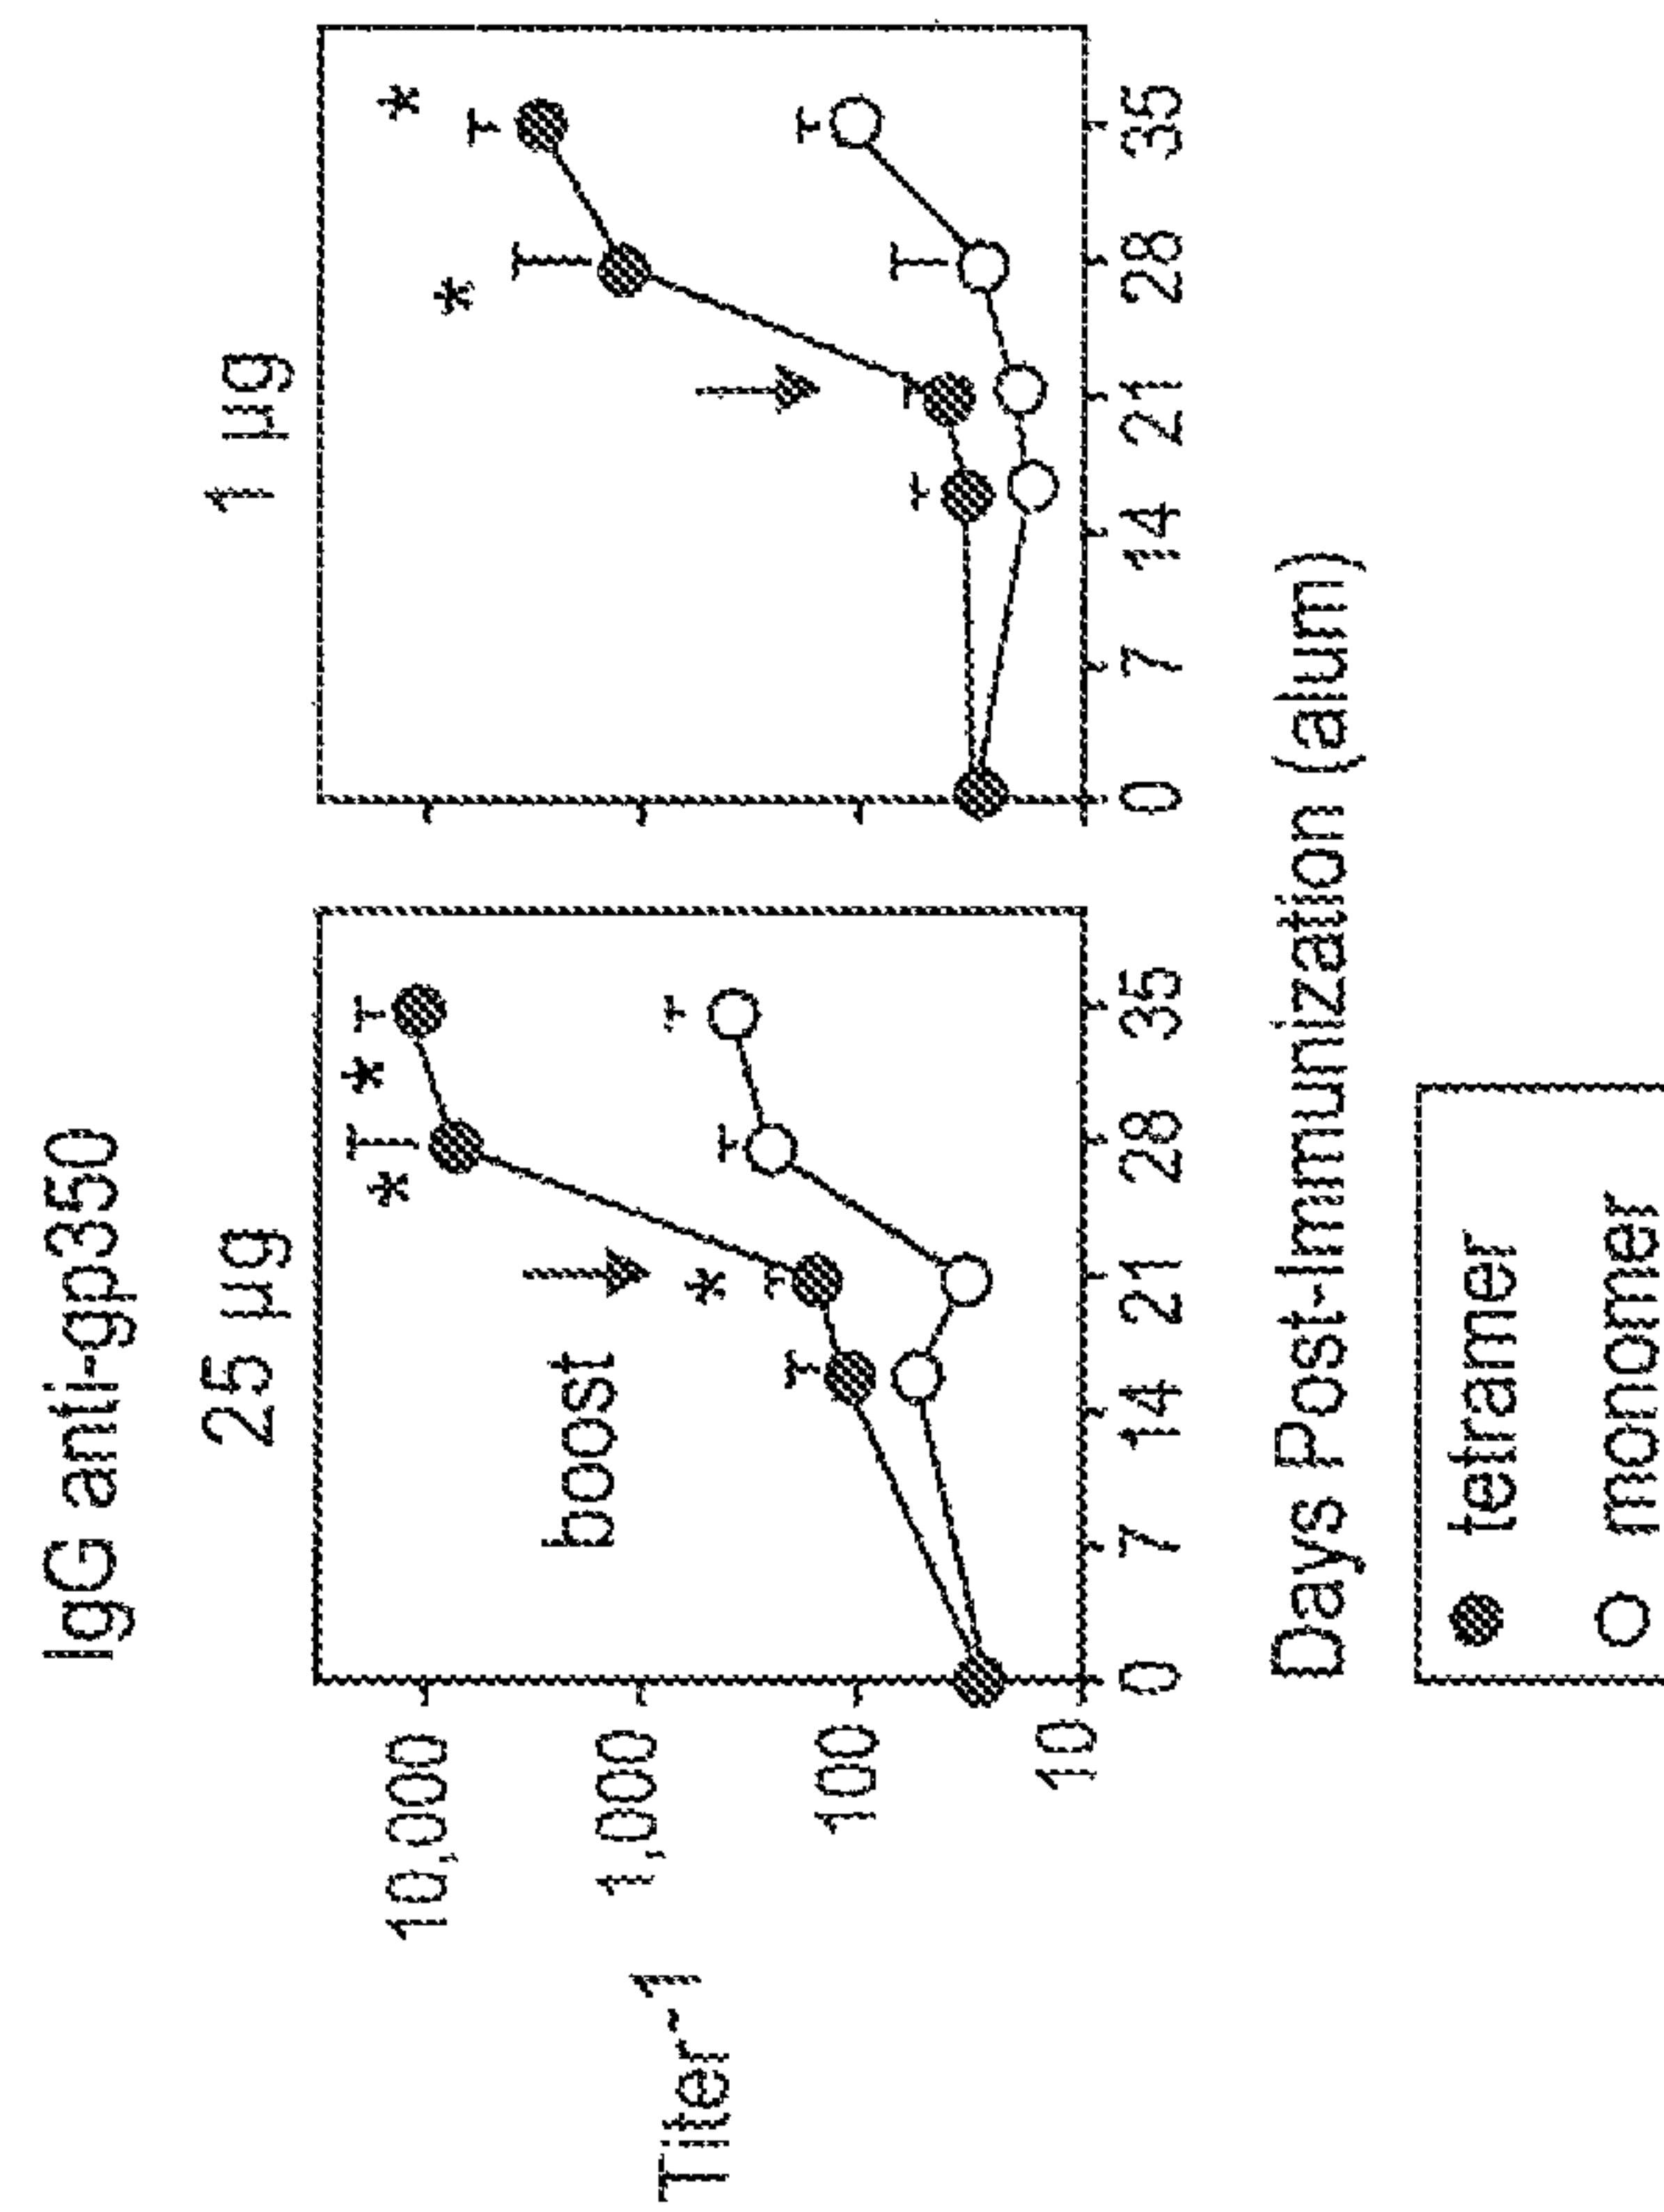 IgG anti-gp350
25 µg
1 µg
Titer⁻1
10,000
1,000
100
10
boost
*
*
*
*
*
0 7 14 21 28 35
0 7 14 21 28 35
Days Post-Immunization (alum)
tetramer
monomer